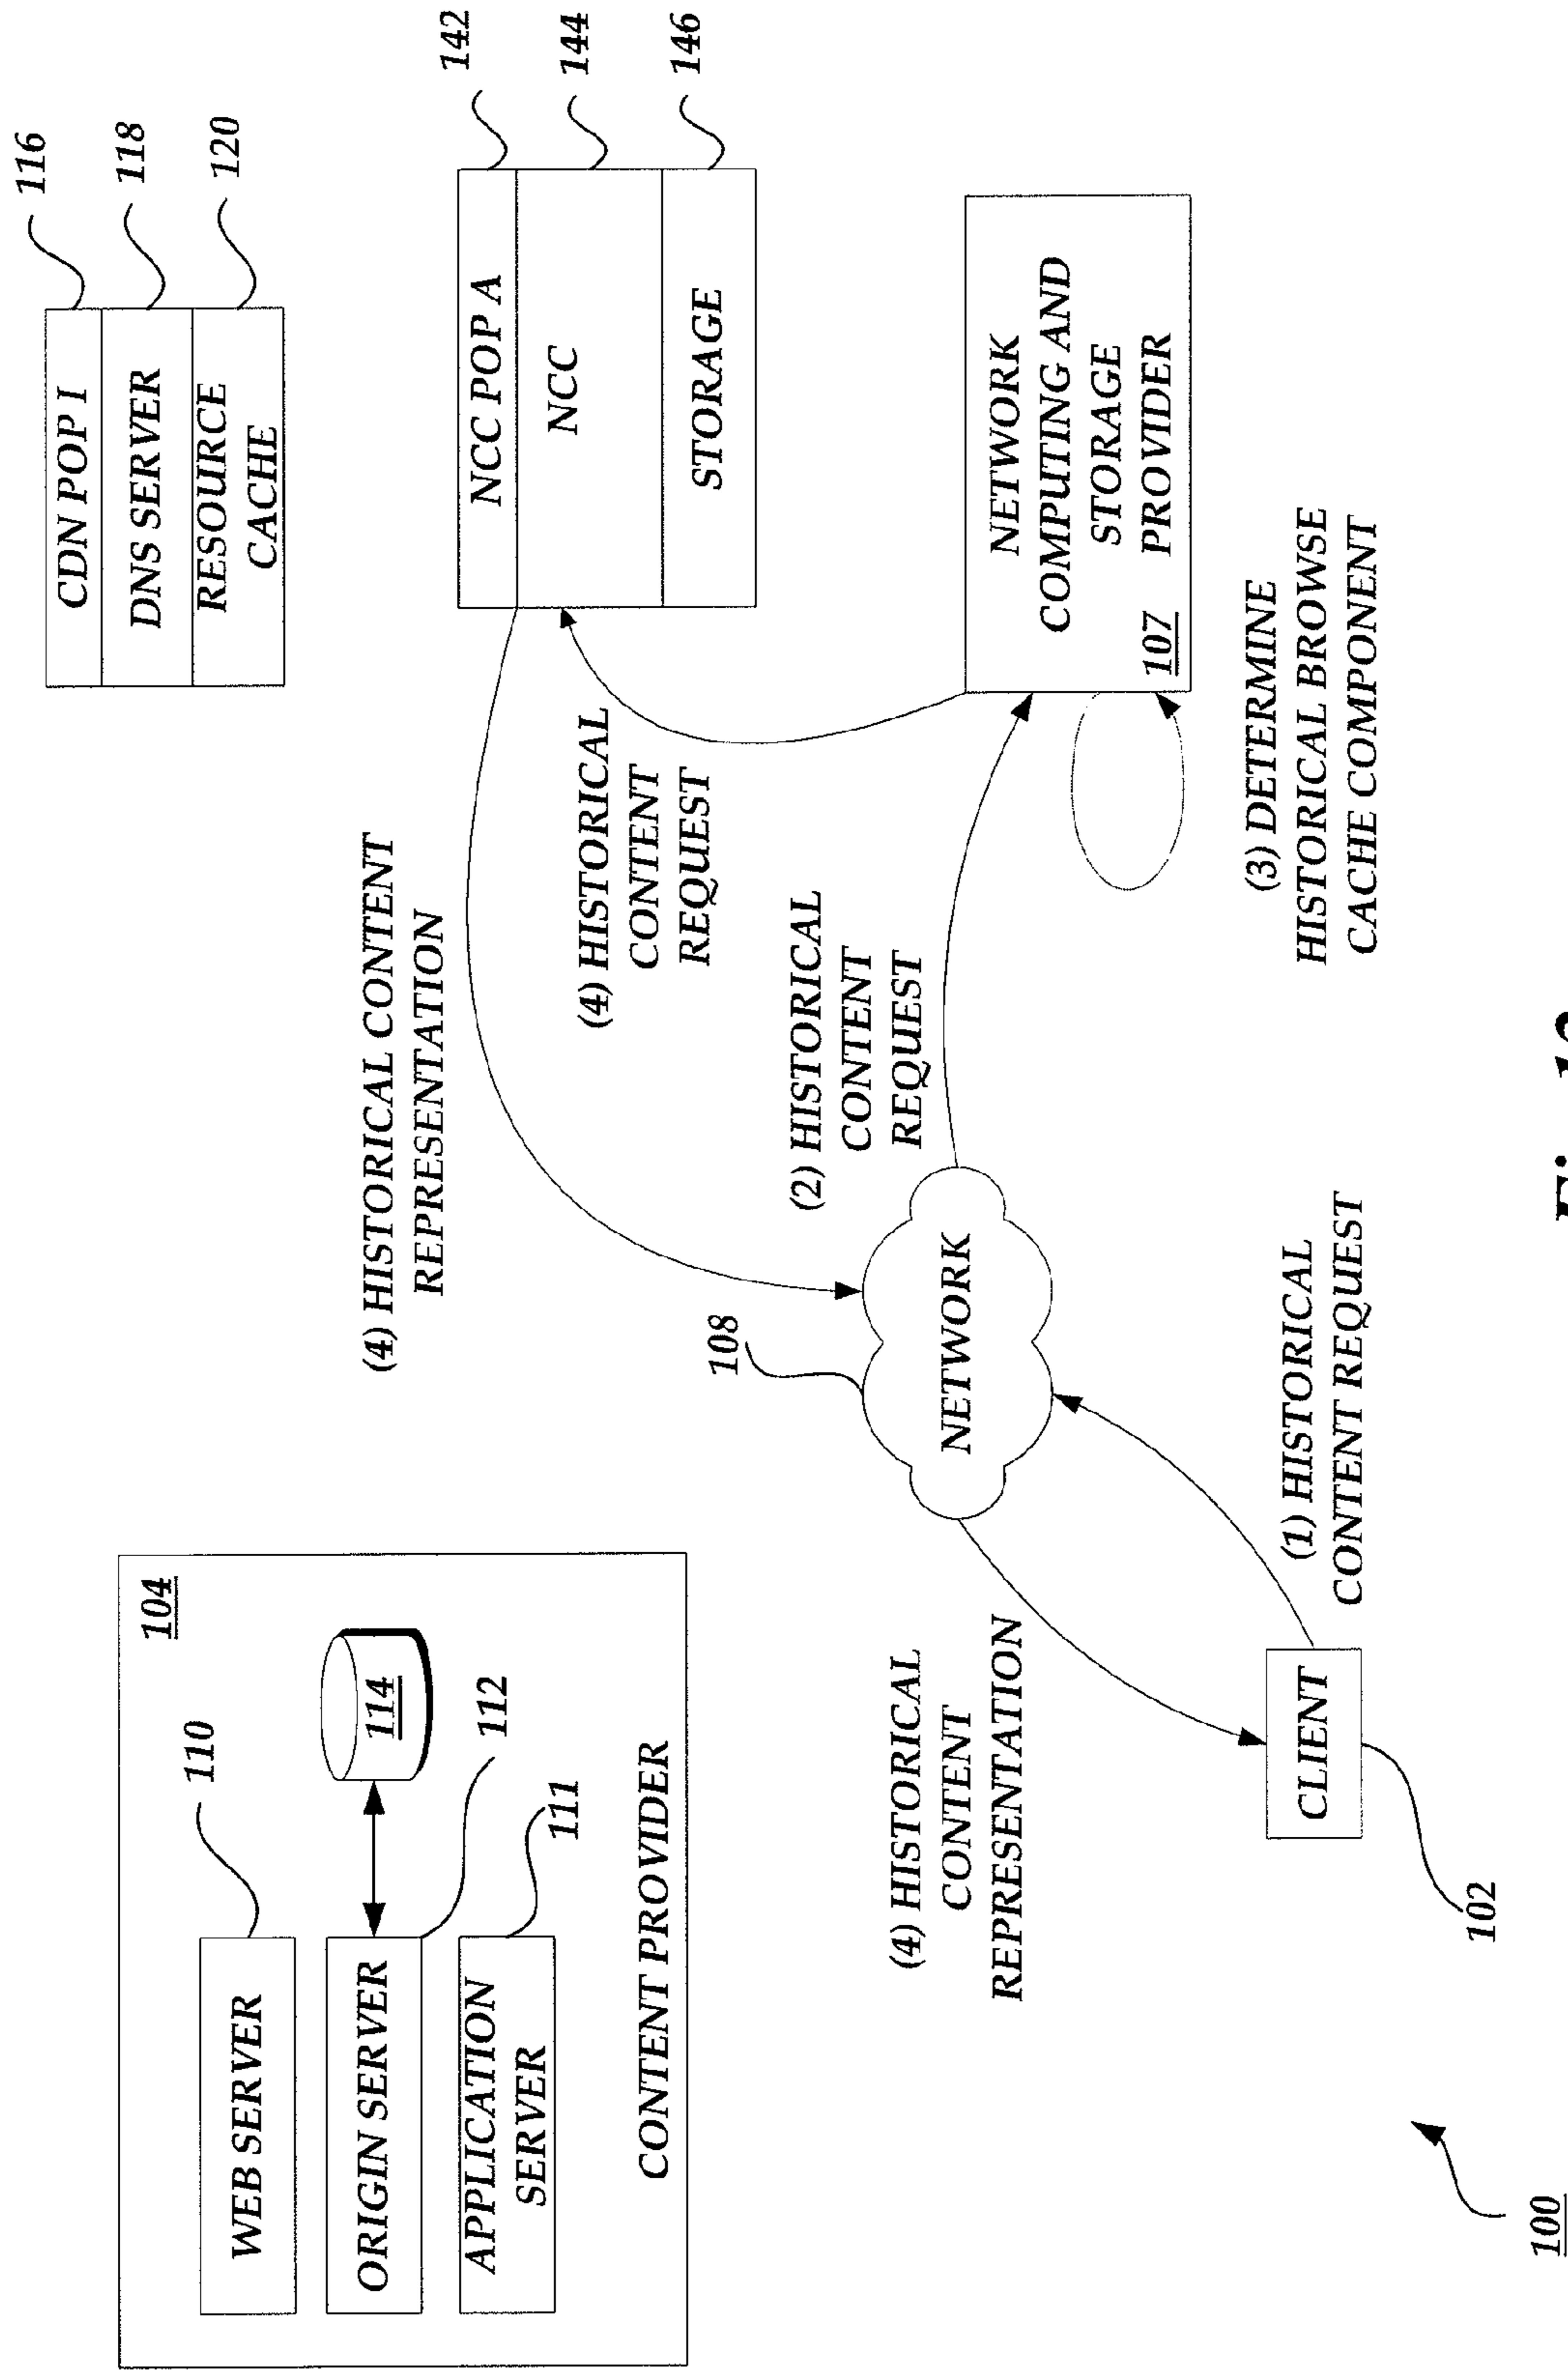 104
WEB SERVER
110
ORIGIN SERVER
114
112
APPLICATION
SERVER
111
CONTENT PROVIDER
CDN POP I
116
DNS SERVER
118
RESOURCE
CACHE
120
(4) HISTORICAL CONTENT
REPRESENTATION
NCC POP A
142
NCC
144
STORAGE
146
(4) HISTORICAL
CONTENT
REQUEST
108
NETWORK
(2) HISTORICAL
CONTENT
REQUEST
NETWORK
COMPUTING AND
STORAGE
PROVIDER
107
(3) DETERMINE
HISTORICAL BROWSE
CACHE COMPONENT
(4) HISTORICAL
CONTENT
REPRESENTATION
(1) HISTORICAL
CONTENT REQUEST
CLIENT
102
100